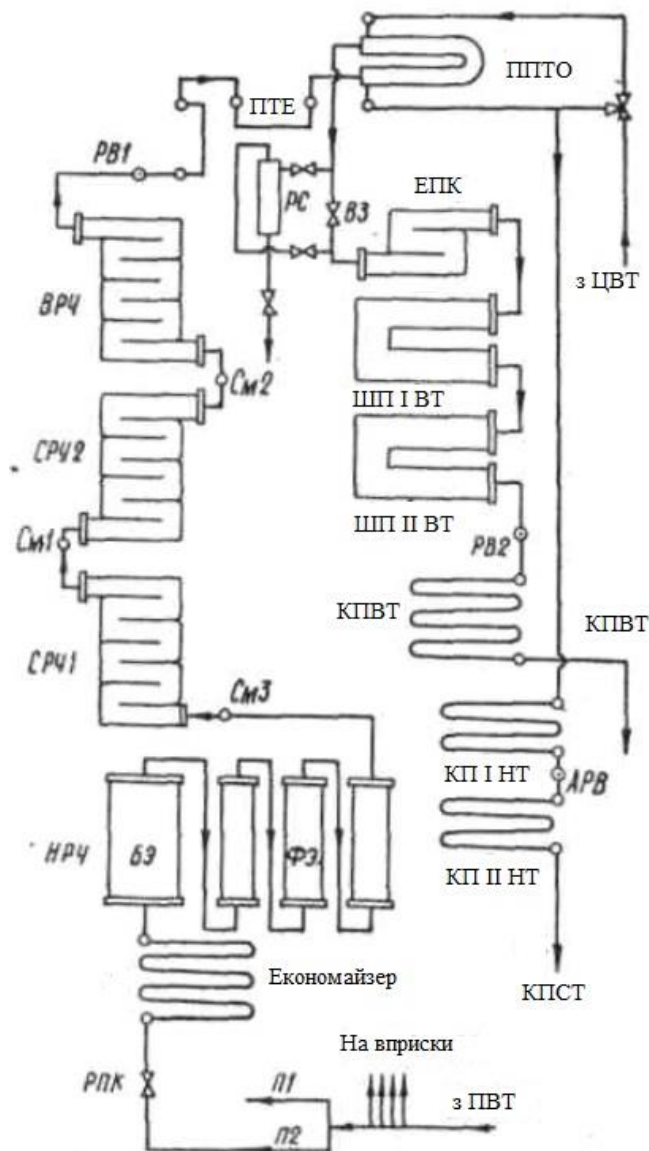 ППТО
ПТЕ
РВ1
ЕПК
РС
ВЗ
з ЦВТ
ВРЧ
См2
ШП І ВТ
СРЧ2
ШП ІІ ВТ
См1
РВ2
КПВТ
КПВТ
СРЧ1
См3
КП І НТ
АРВ
НРЧ
БЭ
ФЭ
КП ІІ НТ
Економайзер
КПСТ
На вприски
РПК
П1
з ПВТ
П2